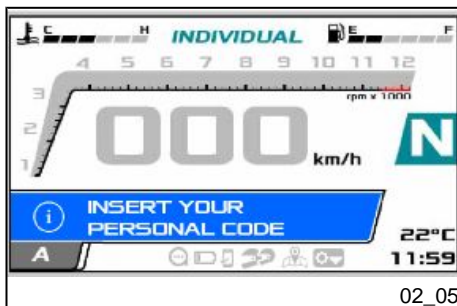 C H INDIVIDUAL E F
4 5 6 7 8 9 10 11 12
3
rpm x 1000
2
000
N
1
km/h
i INSERT YOUR
PERSONAL CODE
22°C
A
11:59
02_05